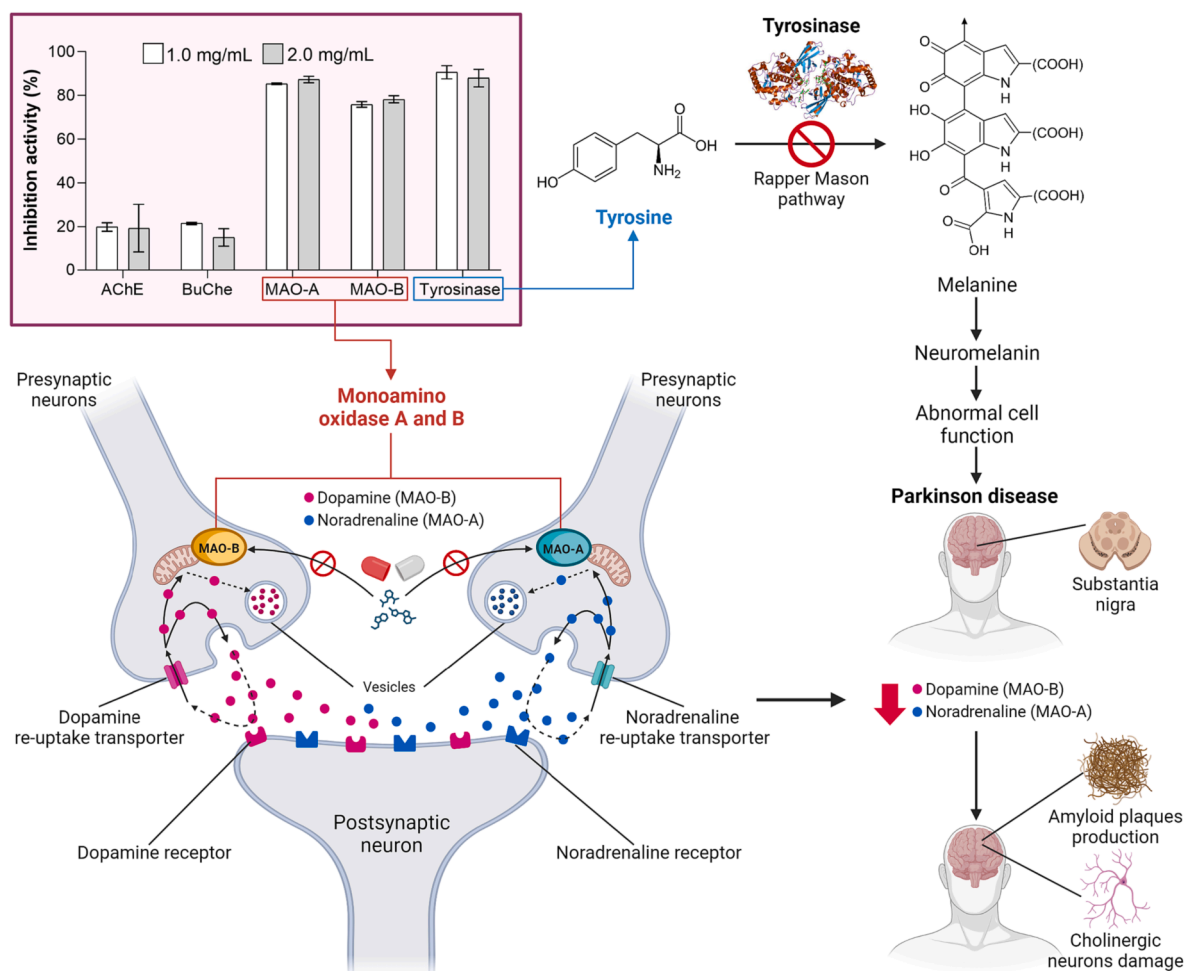 Inhibition activity (%)
100
80
60
40
20
0
1.0 mg/mL
2.0 mg/mL
AChE
BuChe
MAO-A
MAO-B
Tyrosinase
Tyrosinase
O
OH
NH₂
HO
Tyrosine
Rapper Mason
pathway
O
O
O
(COOH)
N
H
HO
HO
(COOH)
N
H
O
(COOH)
O
N
H
OH
Melanine
Neuromelanin
Abnormal cell
function
Parkinson disease
Substantia
nigra
Presynaptic
neurons
Monoamino
oxidase A and B
Presynaptic
neurons
Dopamine (MAO-B)
Noradrenaline (MAO-A)
MAO-B
MAO-A
Vesicles
Dopamine
re-uptake transporter
Noradrenaline
re-uptake transporter
Dopamine (MAO-B)
Noradrenaline (MAO-A)
Postsynaptic
neuron
Dopamine receptor
Noradrenaline receptor
Amyloid plaques
production
Cholinergic
neurons damage